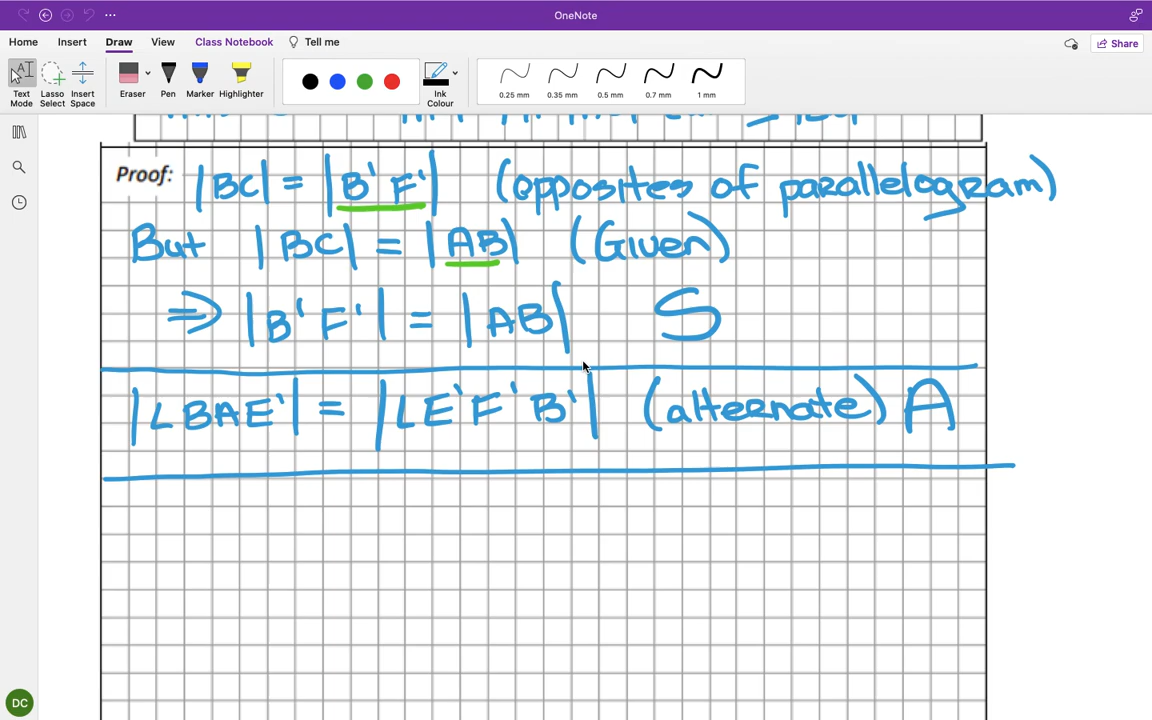 OneNote
Home Insert Draw View Class Notebook Tell me
Share
Text Mode
Lasso Select
Insert Space
Eraser
Pen
Marker
Highlighter
Ink Colour
0.25 mm 0.35 mm 0.5 mm 0.7 mm 1 mm
Proof: |BC| = |B'F'| (opposites of parallelogram)
But |BC| = |AB| (Given)
⇒ |B'F'| = |AB| S
|∠BAE'| = |∠E'F'B'| (alternate) A
DC